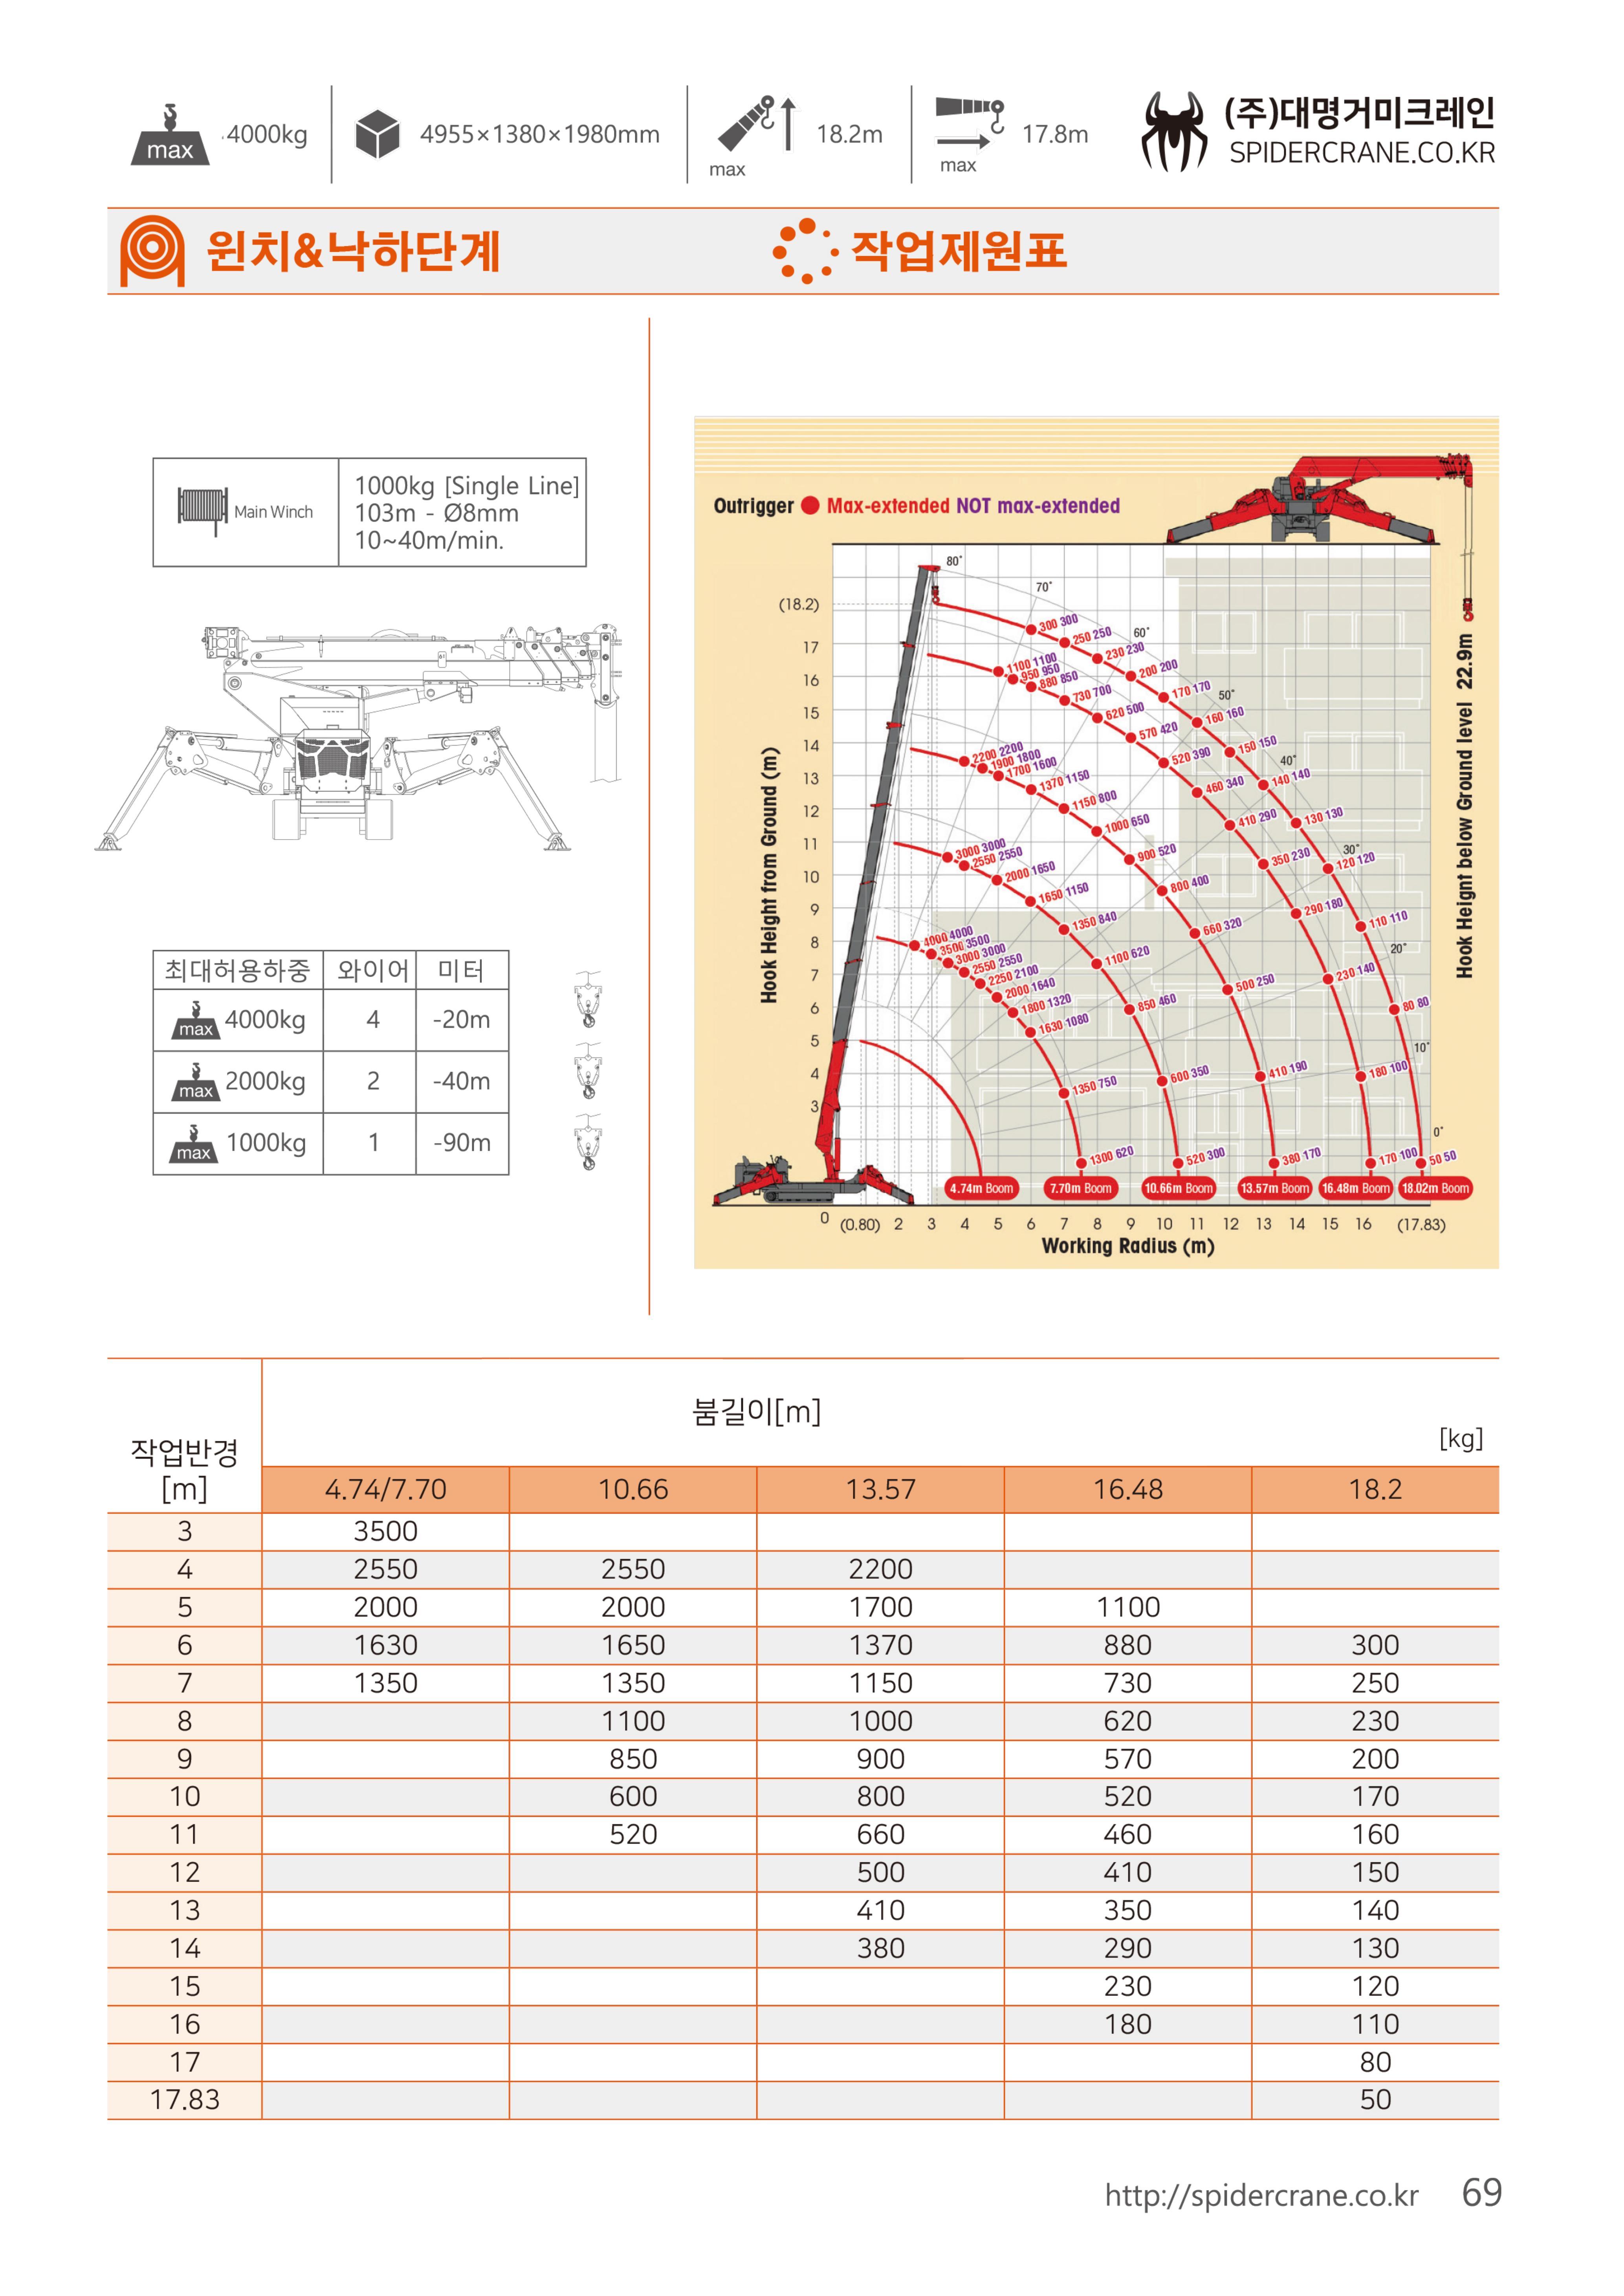 max 4000kg
4955×1380×1980mm
max 18.2m
max 17.8m
(주)대명거미크레인
SPIDERCRANE.CO.KR
윈치&낙하단계
작업제원표
Main Winch
1000kg [Single Line]
103m - Ø8mm
10~40m/min.
최대허용하중 와이어 미터
max 4000kg 4 -20m
max 2000kg 2 -40m
max 1000kg 1 -90m
Outrigger Max-extended NOT max-extended
Hook Height from Ground (m)
(18.2)
17
16
15
14
13
12
11
10
9
8
7
6
5
4
3
80°
70°
60°
50°
40°
30°
20°
10°
0°
300 300
250 250
230 230
200 200
170 170
160 160
150 150
140 140
130 130
120 120
110 110
80 80
50 50
1100 1100
950 950
880 850
730 700
620 500
570 420
520 390
460 340
410 290
350 230
290 180
230 140
180 100
170 100
2200 2200
1900 1800
1700 1600
1370 1150
1150 800
1000 650
900 520
800 400
660 320
500 250
410 190
380 170
3000 3000
2550 2550
2000 1650
1650 1150
1350 840
1100 620
850 460
600 350
520 300
4000 4000
3500 3500
3000 3000
2550 2550
2250 2100
2000 1640
1800 1320
1630 1080
1350 750
1300 620
4.74m Boom 7.70m Boom 10.66m Boom 13.57m Boom 16.48m Boom 18.02m Boom
0 (0.80) 2 3 4 5 6 7 8 9 10 11 12 13 14 15 16 (17.83)
Working Radius (m)
Hook Heignt below Ground level 22.9m
작업반경
[m]
붐길이[m]
[kg]
4.74/7.70 10.66 13.57 16.48 18.2
3 3500
4 2550 2550 2200
5 2000 2000 1700 1100
6 1630 1650 1370 880 300
7 1350 1350 1150 730 250
8 1100 1000 620 230
9 850 900 570 200
10 600 800 520 170
11 520 660 460 160
12 500 410 150
13 410 350 140
14 380 290 130
15 230 120
16 180 110
17 80
17.83 50
http://spidercrane.co.kr 69